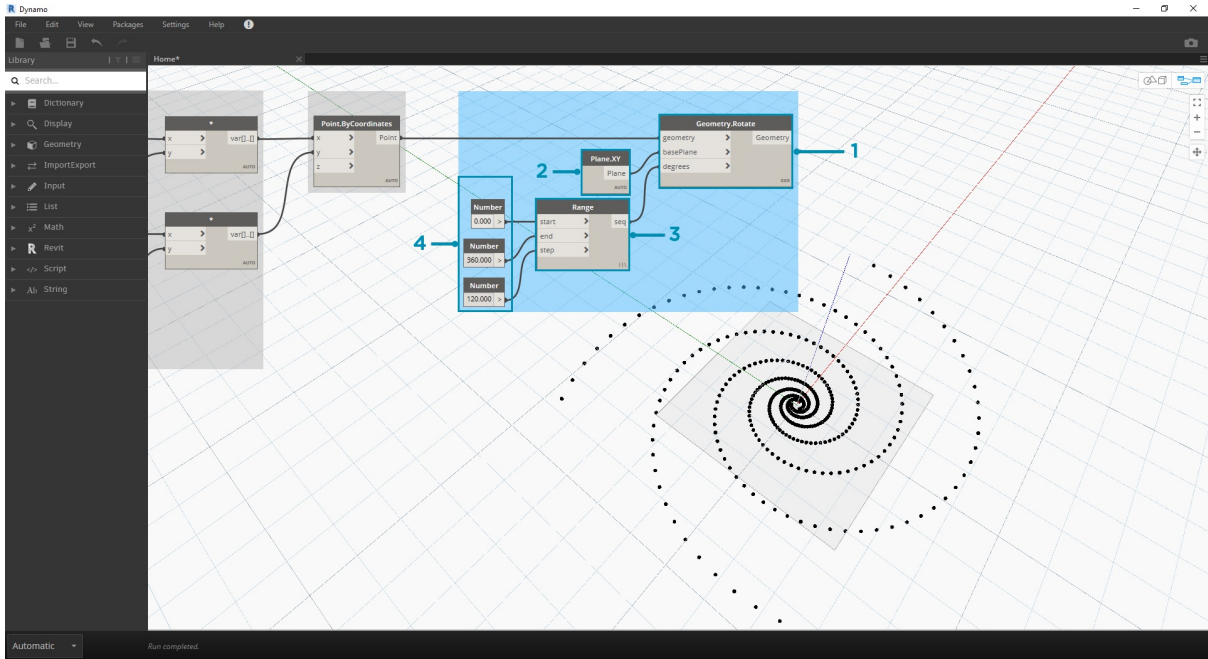 R Dynamo
File Edit View Packages Settings Help !
Library
Home*
Search...
Dictionary
Display
Geometry
ImportExport
Input
List
x² Math
R Revit
</> Script
Ab String
*
x > var[]..[]
y >
AUTO
*
x > var[]..[]
y >
AUTO
Point.ByCoordinates
x > Point
y >
z >
AUTO
Geometry.Rotate
geometry > Geometry
basePlane >
degrees >
1
2
Plane.XY
Plane
AUTO
Number
0.000 >
Number
360.000 >
Number
120.000 >
4
Range
start > seq
end >
step >
3
Automatic
Run completed.